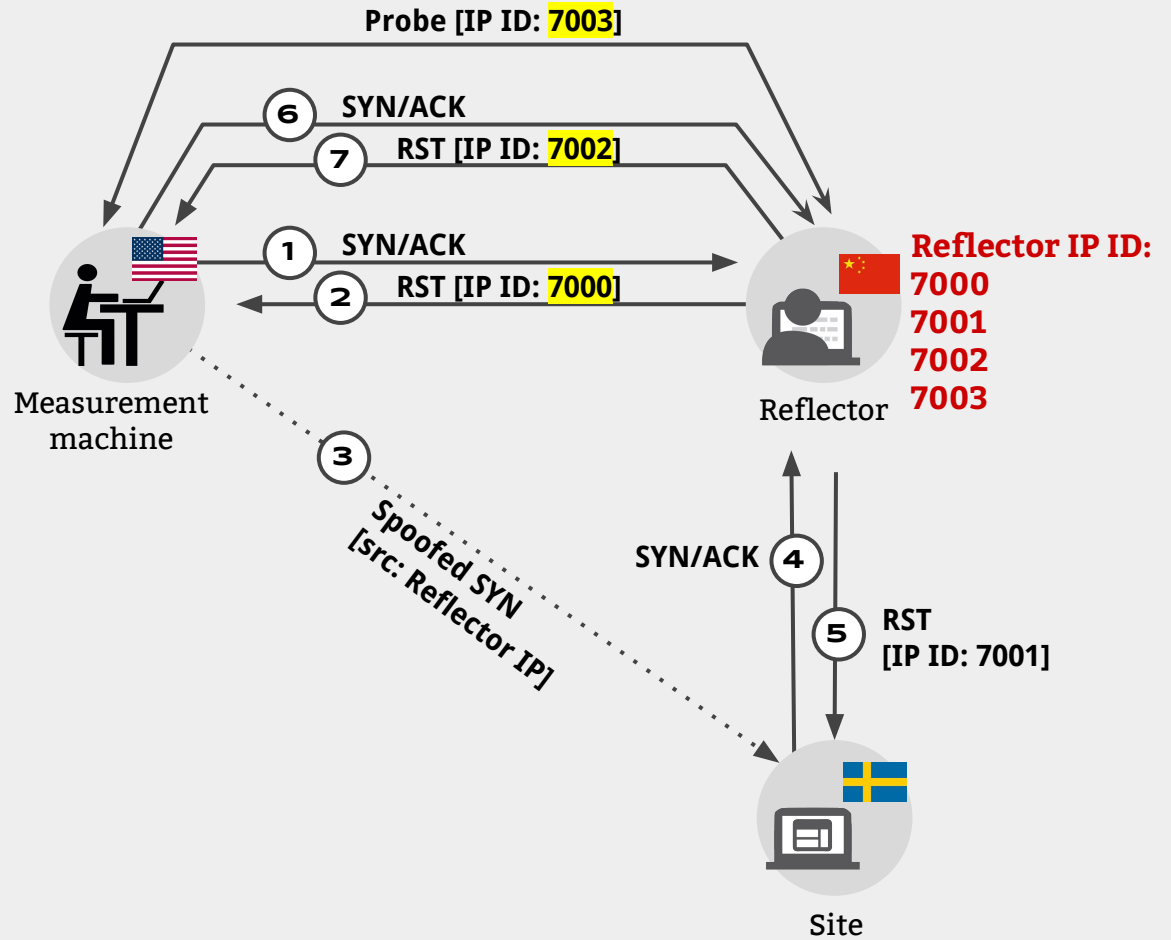 Probe [IP ID: 7003]
6
SYN/ACK
7
RST [IP ID: 7002]
1
SYN/ACK
2
RST [IP ID: 7000]
Reflector IP ID:
7000
7001
7002
7003
Measurement
machine
Reflector
3
Spoofed SYN
[src: Reflector IP]
SYN/ACK
4
5
RST
[IP ID: 7001]
Site